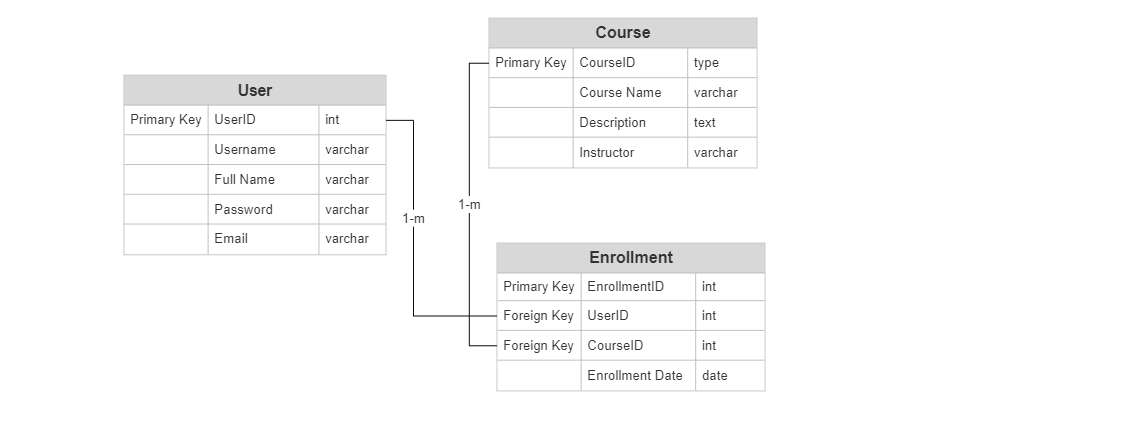 Course
Primary Key CourseID type
Course Name varchar
Description text
Instructor varchar
User
Primary Key UserID int
Username varchar
Full Name varchar
Password varchar
Email varchar
1-m
1-m
Enrollment
Primary Key EnrollmentID int
Foreign Key UserID int
Foreign Key CourseID int
Enrollment Date date